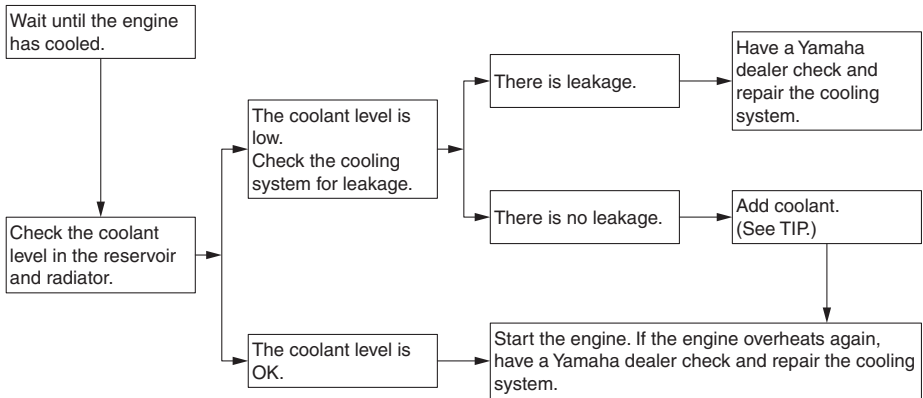 Wait until the engine
has cooled.
Check the coolant
level in the reservoir
and radiator.
The coolant level is
low.
Check the cooling
system for leakage.
There is leakage.
Have a Yamaha
dealer check and
repair the cooling
system.
There is no leakage.
Add coolant.
(See TIP.)
The coolant level is
OK.
Start the engine. If the engine overheats again,
have a Yamaha dealer check and repair the cooling
system.